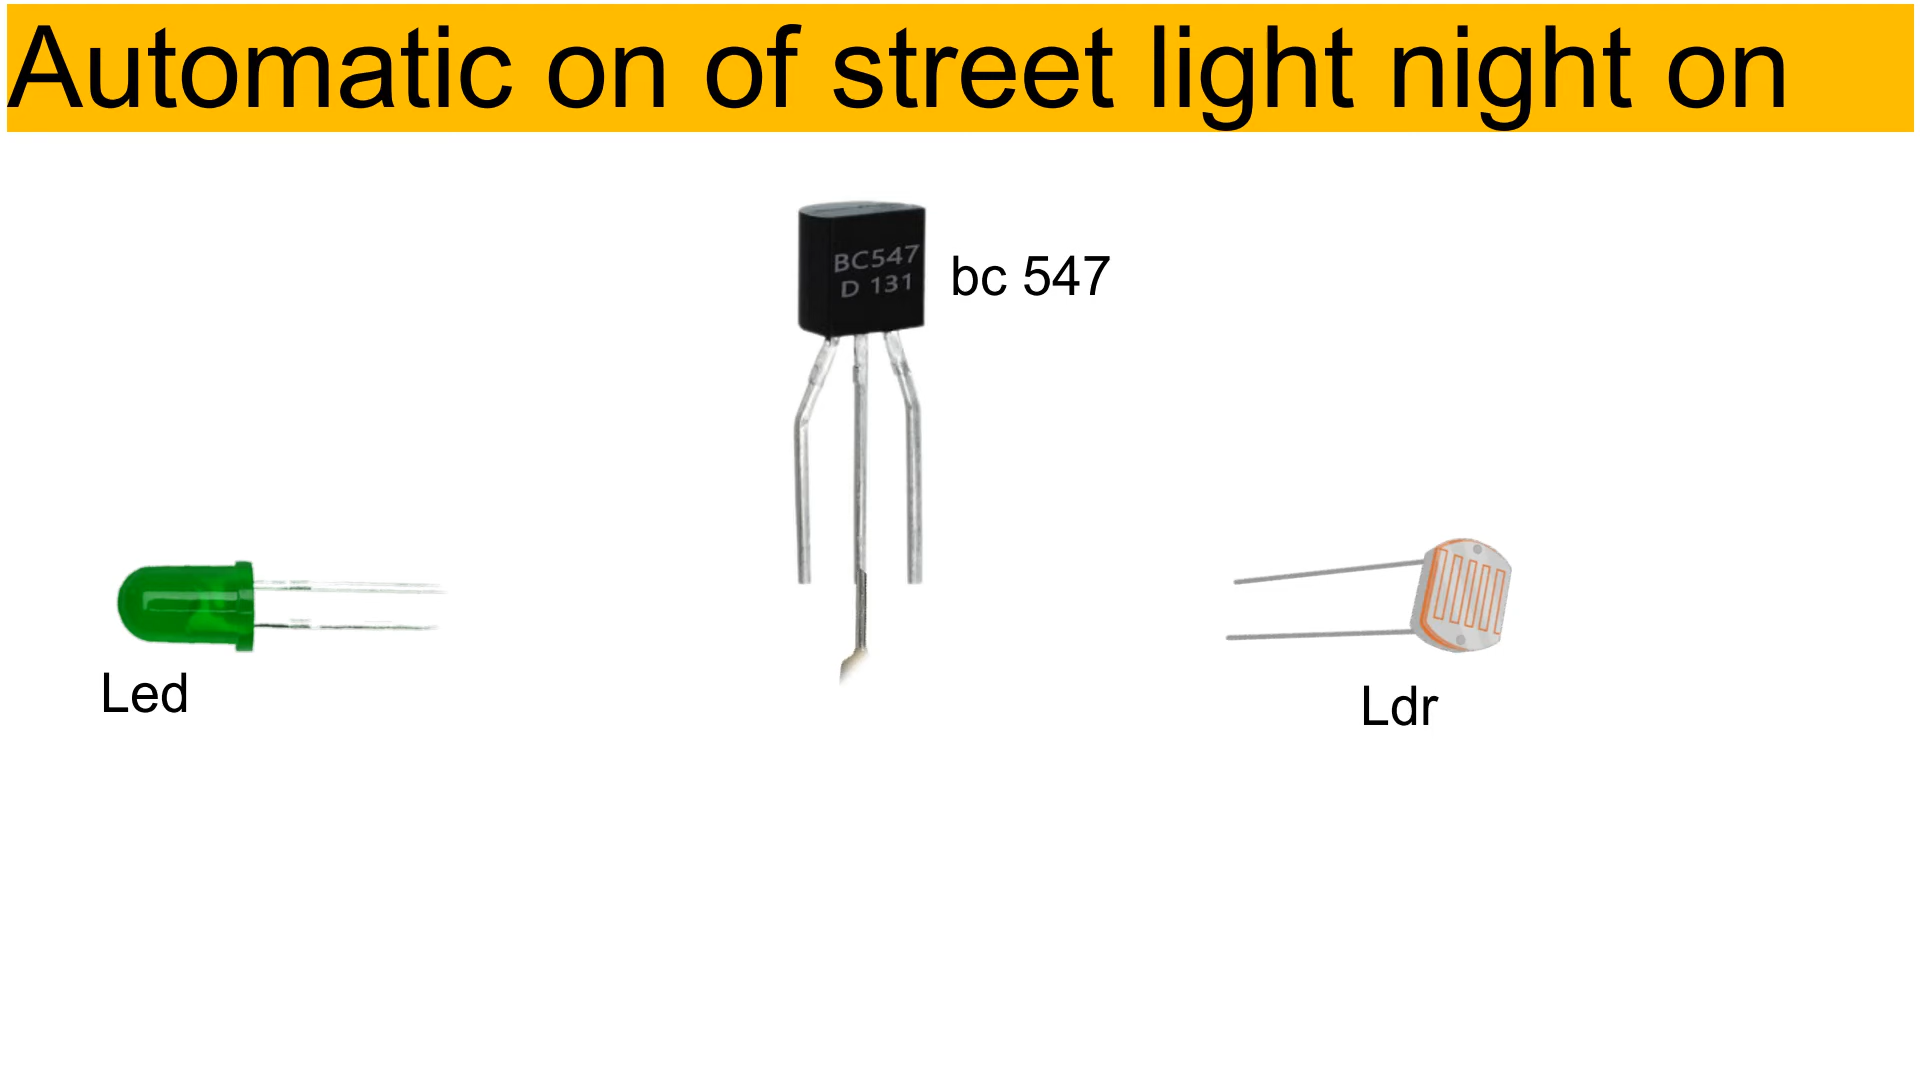 Automatic on of street light night on
BC547
D 131
bc 547
Led
Ldr